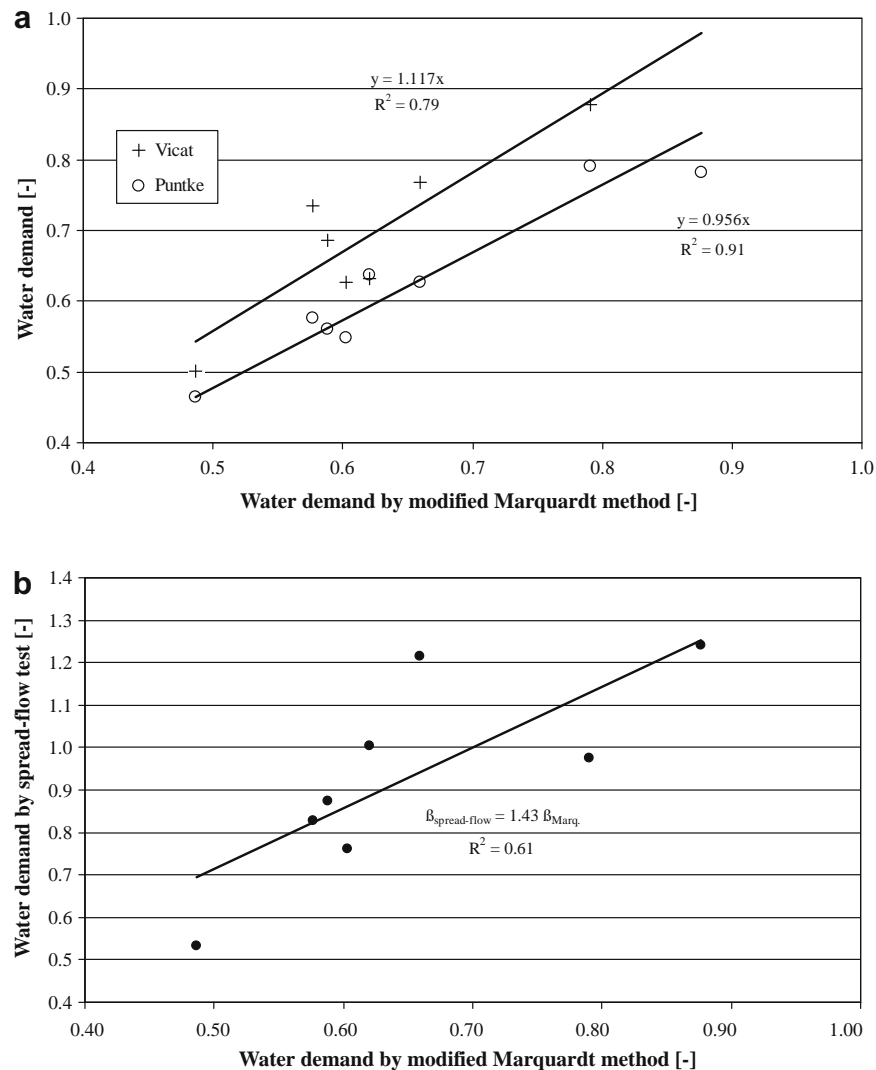 a
1.0
0.9
0.8
0.7
0.6
0.5
0.4
Water demand [-]
y = 1.117x
R² = 0.79
Vicat
Puntke
y = 0.956x
R² = 0.91
0.4 0.5 0.6 0.7 0.8 0.9 1.0
Water demand by modified Marquardt method [-]
b
1.4
1.3
1.2
1.1
1.0
0.9
0.8
0.7
0.6
0.5
0.4
Water demand by spread-flow test [-]
ßspread-flow = 1.43 ßMarq.
R² = 0.61
0.40 0.50 0.60 0.70 0.80 0.90 1.00
Water demand by modified Marquardt method [-]